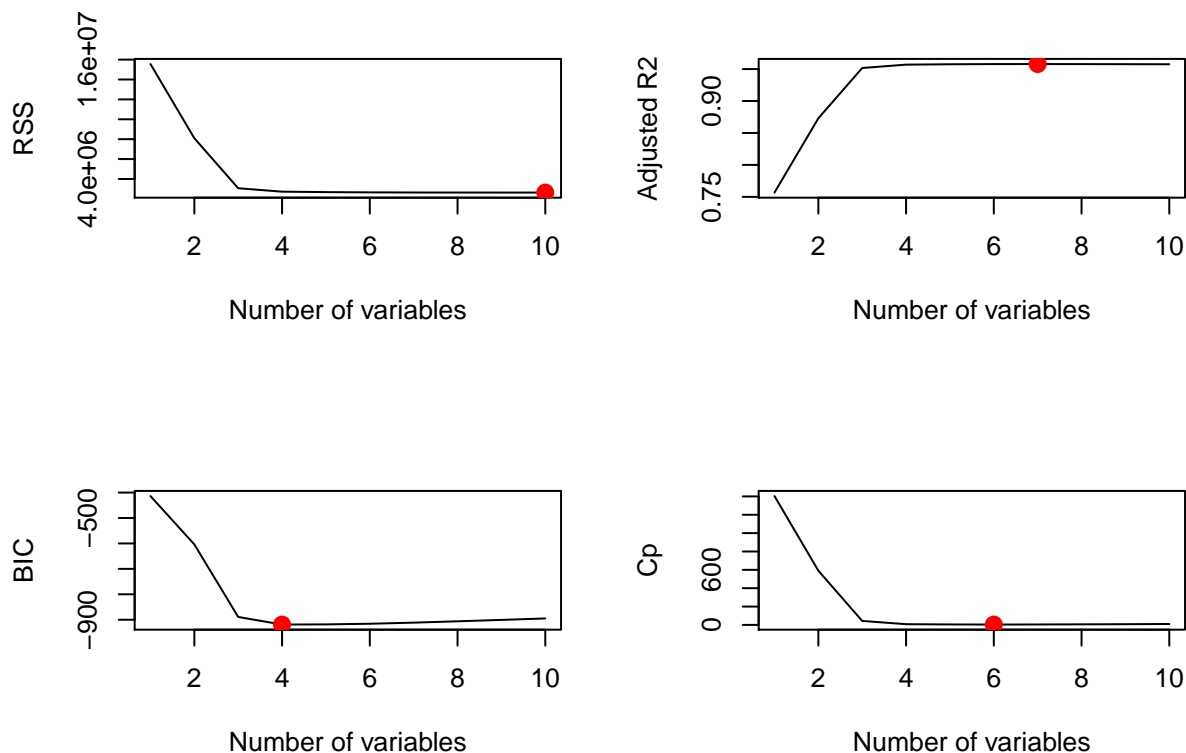 RSS
4.0e+06 1.6e+07
2 4 6 8 10
Number of variables
Adjusted R2
0.75 0.90
2 4 6 8 10
Number of variables
BIC
−900 −500
2 4 6 8 10
Number of variables
Cp
0 600
2 4 6 8 10
Number of variables